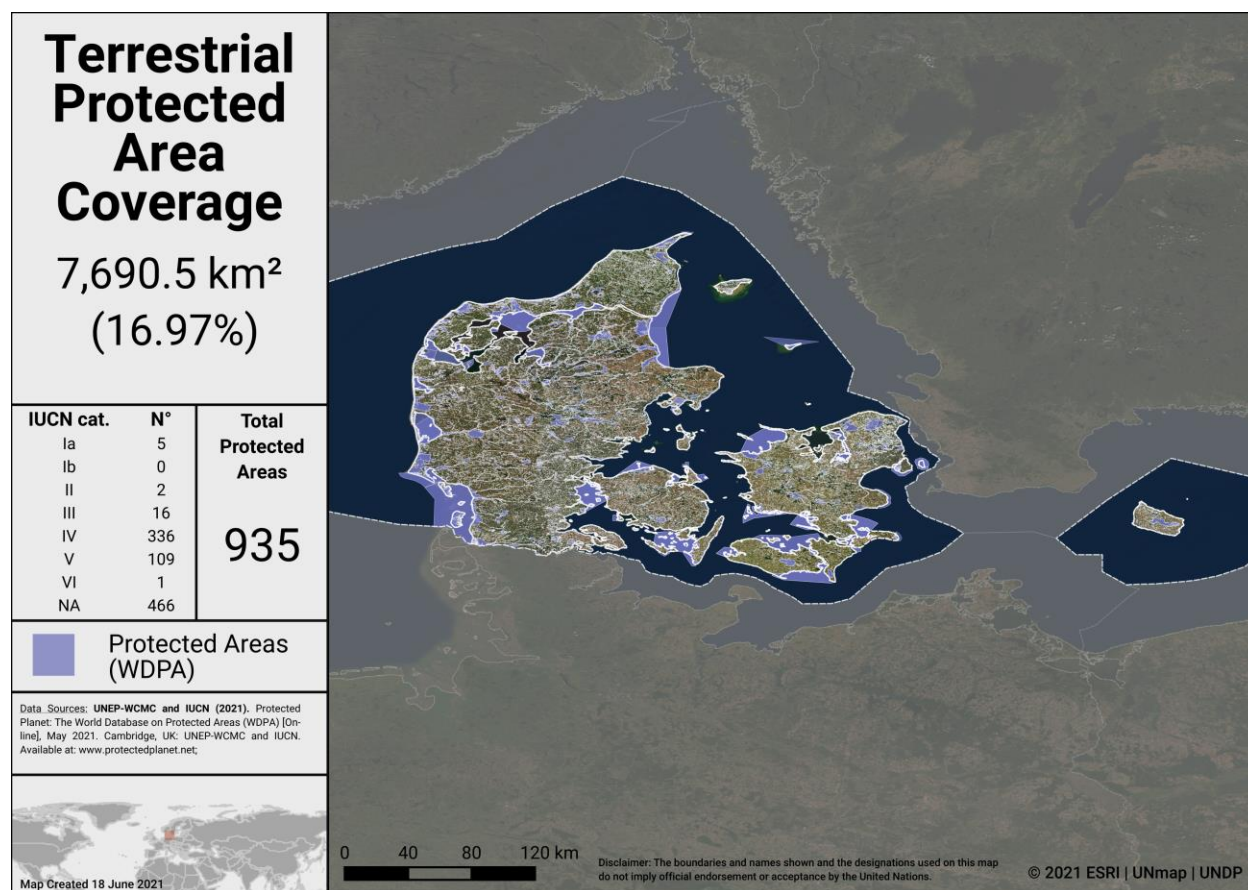 Terrestrial
Protected
Area
Coverage
7,690.5 km²
(16.97%)
IUCN cat. N°
Ia 5
Ib 0
II 2
III 16
IV 336
V 109
VI 1
NA 466
Total
Protected
Areas
935
Protected Areas
(WDPA)
Data Sources: UNEP-WCMC and IUCN (2021). Protected
Planet: The World Database on Protected Areas (WDPA) [On-
line], May 2021. Cambridge, UK: UNEP-WCMC and IUCN.
Available at: www.protectedplanet.net;
Map Created 18 June 2021
0 40 80 120 km
Disclaimer: The boundaries and names shown and the designations used on this map
do not imply official endorsement or acceptance by the United Nations.
© 2021 ESRI | UNmap | UNDP